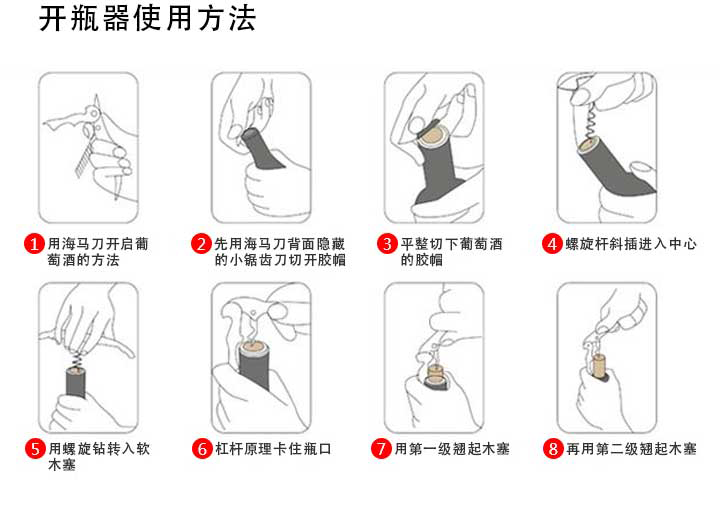 开瓶器使用方法
1 用海马刀开启葡
萄酒的方法
2 先用海马刀背面隐藏
的小锯齿刀切开胶帽
3 平整切下葡萄酒
的胶帽
4 螺旋杆斜插进入中心
5 用螺旋钻转入软
木塞
6 杠杆原理卡住瓶口
7 用第一级翘起木塞
8 再用第二级翘起木塞